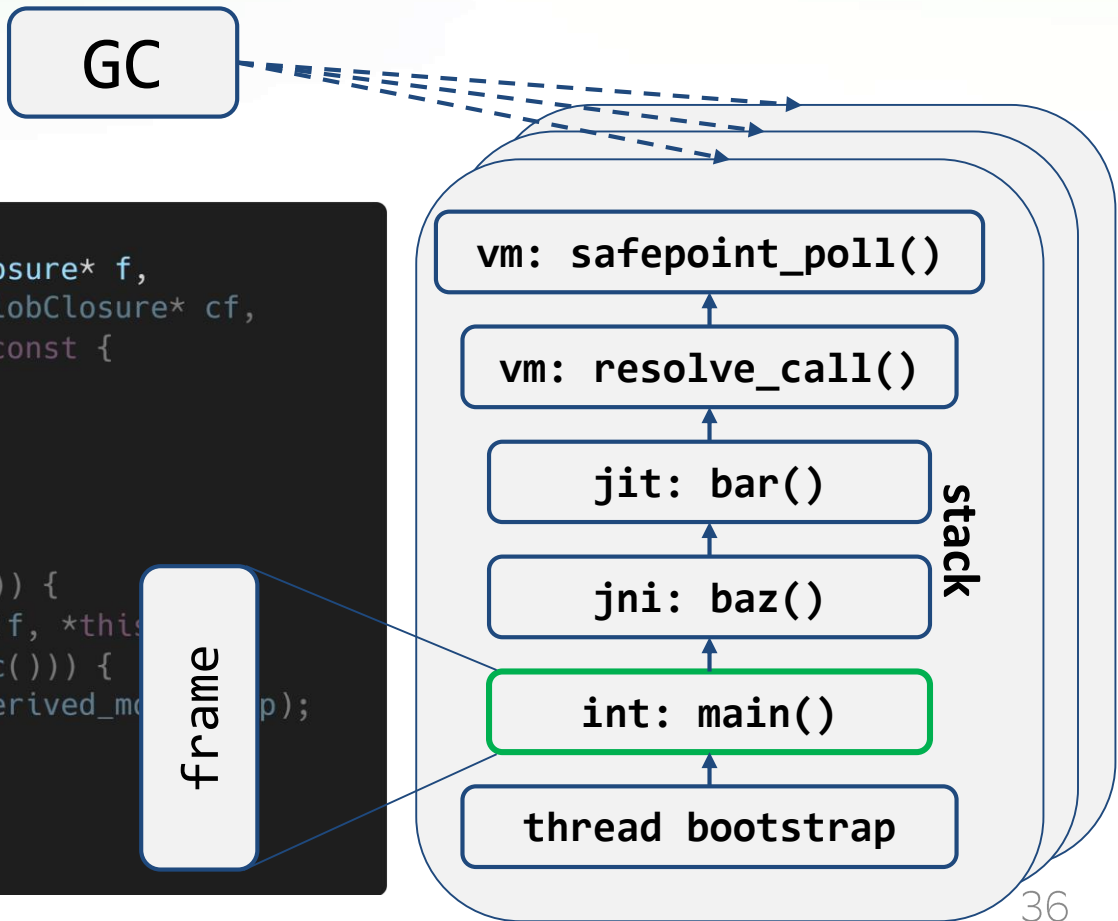 GC
osure* f,
obClosure* cf,
const {
)) {
f, *this
c())) {
erived_mo p);
frame
vm: safepoint_poll()
vm: resolve_call()
jit: bar()
jni: baz()
int: main()
thread bootstrap
stack
36